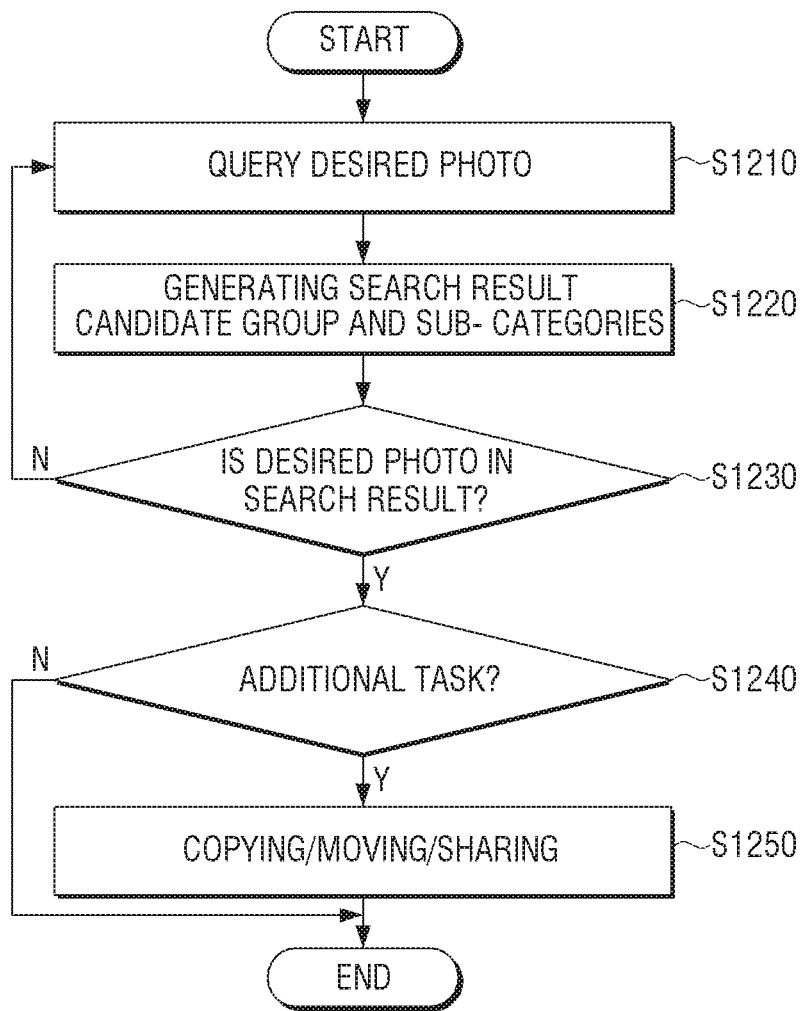 START
QUERY DESIRED PHOTO
S1210
GENERATING SEARCH RESULT
CANDIDATE GROUP AND SUB- CATEGORIES
S1220
N
IS DESIRED PHOTO IN
SEARCH RESULT?
S1230
Y
N
ADDITIONAL TASK?
S1240
Y
COPYING/MOVING/SHARING
S1250
END